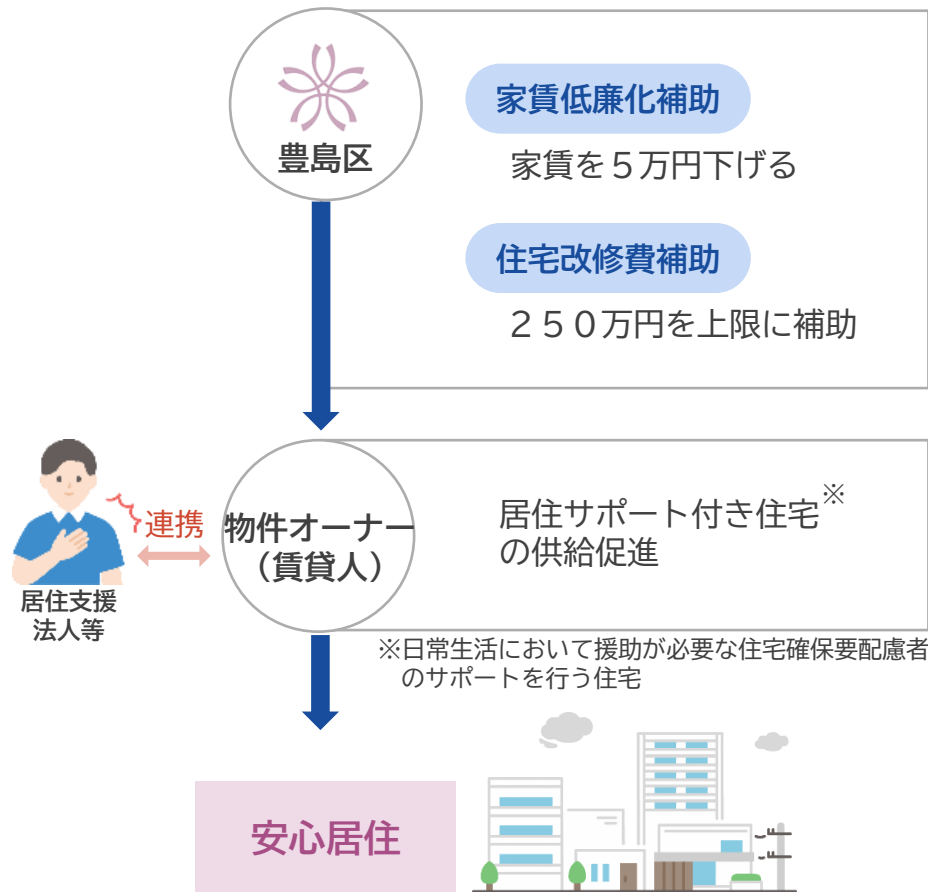 豊島区
家賃低廉化補助
家賃を５万円下げる
住宅改修費補助
２５０万円を上限に補助
連携
居住支援
法人等
物件オーナー
（賃貸人）
居住サポート付き住宅※
の供給促進
※日常生活において援助が必要な住宅確保要配慮者
のサポートを行う住宅
安心居住